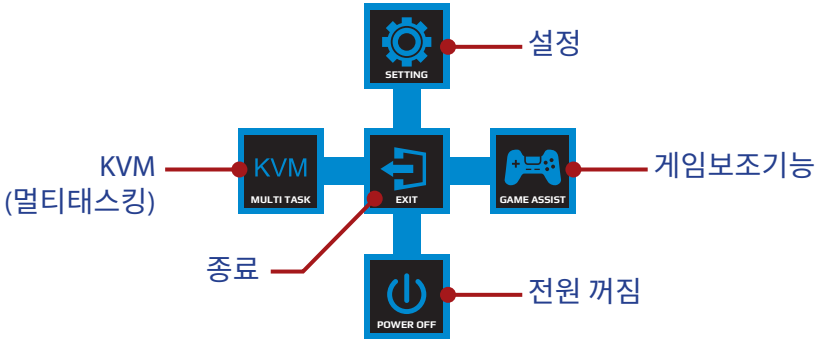 SETTING
설정
KVM
(멀티태스킹)
KVM
MULTI TASK
EXIT
GAME ASSIST
게임보조기능
종료
POWER OFF
전원 꺼짐